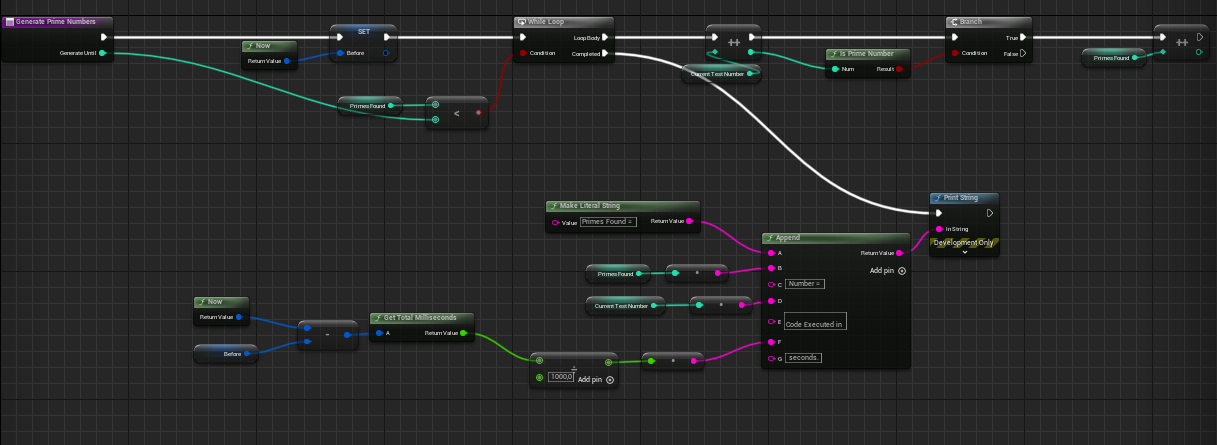 Generate Prime Numbers
Generate Until
Now
Return Value
SET
Before
While Loop
Condition
Loop Body
Completed
++
Current Test Number
Is Prime Number
Num
Result
Branch
Condition
True
False
Primes Found
++
Primes Found
<
Make Literal String
Value
Primes Found =
Return Value
Primes Found
Current Test Number
Append
A
B
C
Number =
D
E
Code Executed in
F
G
seconds.
Return Value
Add pin
Print String
In String
Development Only
Now
Return Value
Before
-
Get Total Milliseconds
A
Return Value
1000,0
÷
Add pin